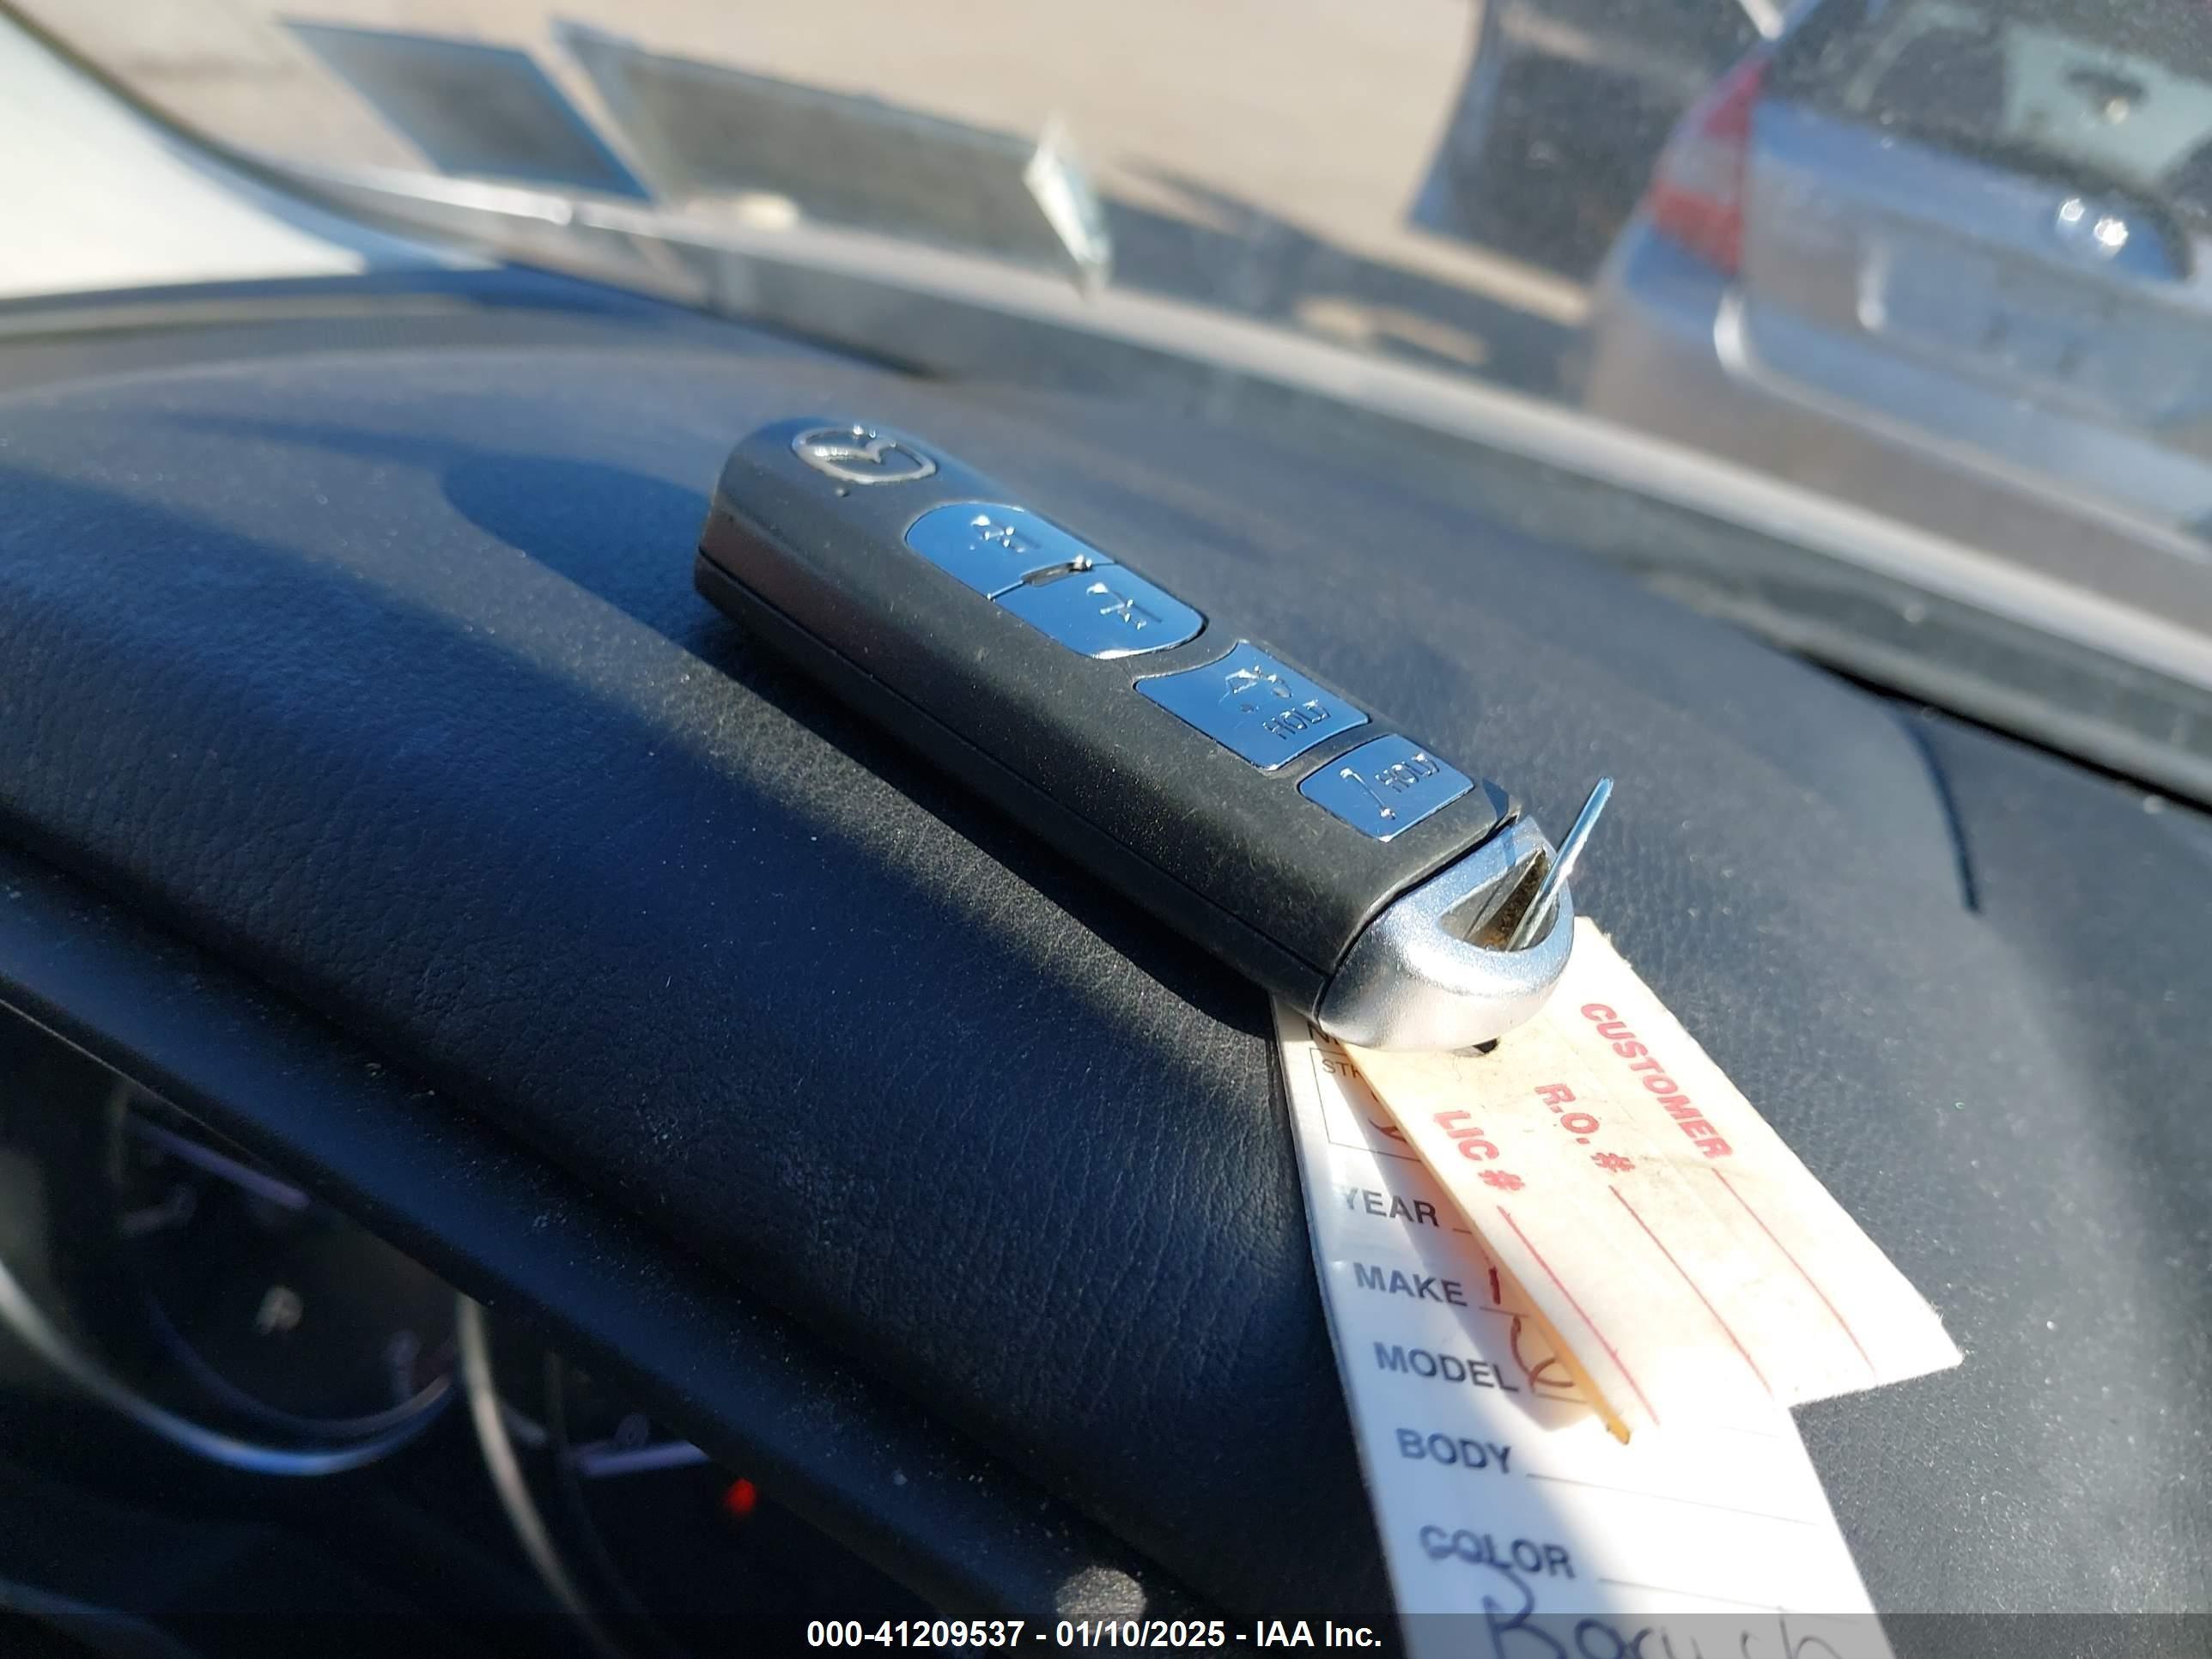 HOLD
HOLD
CUSTOMER
R.O. #
LIC #
YEAR
MAKE
MODEL
BODY
COLOR
000-41209537 - 01/10/2025 - IAA Inc.